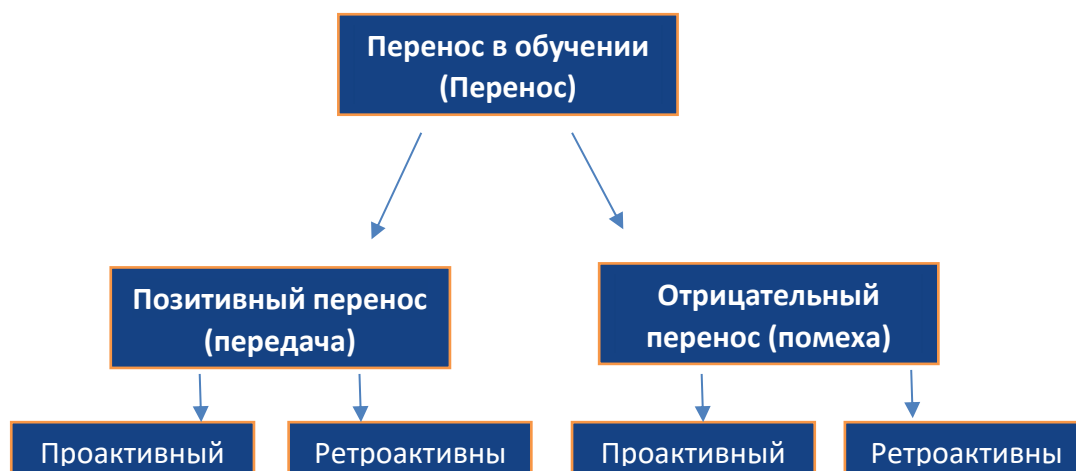 Перенос в обучении
(Перенос)
Позитивный перенос
(передача)
Отрицательный
перенос (помеха)
Проактивный
Ретроактивны
Проактивный
Ретроактивны